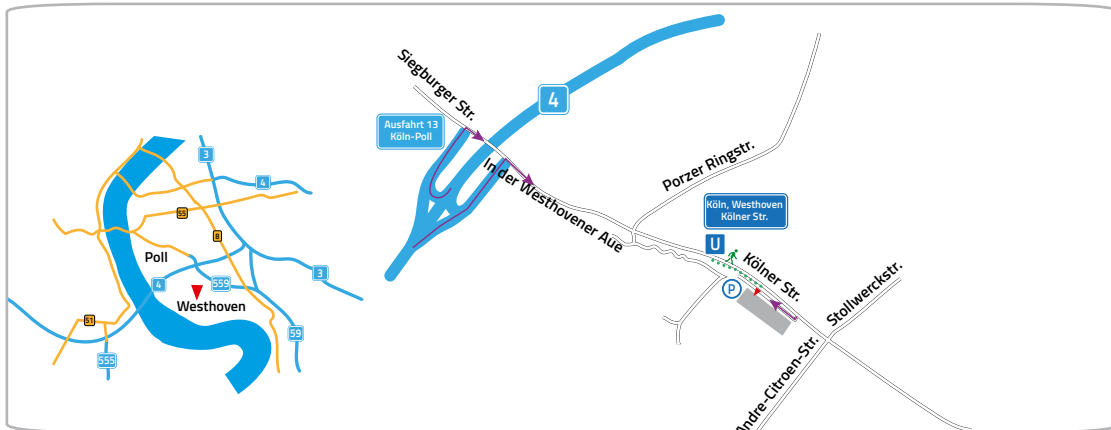 3
4
55
8
Poll
4
559
3
Westhoven
51
59
555
Siegburger Str.
4
Ausfahrt 13
Köln-Poll
In der Westhovener Aue
Porzer Ringstr.
Köln, Westhoven
Kölner Str.
U
Kölner Str.
P
Stollwerckstr.
Andre-Citroen-Str.